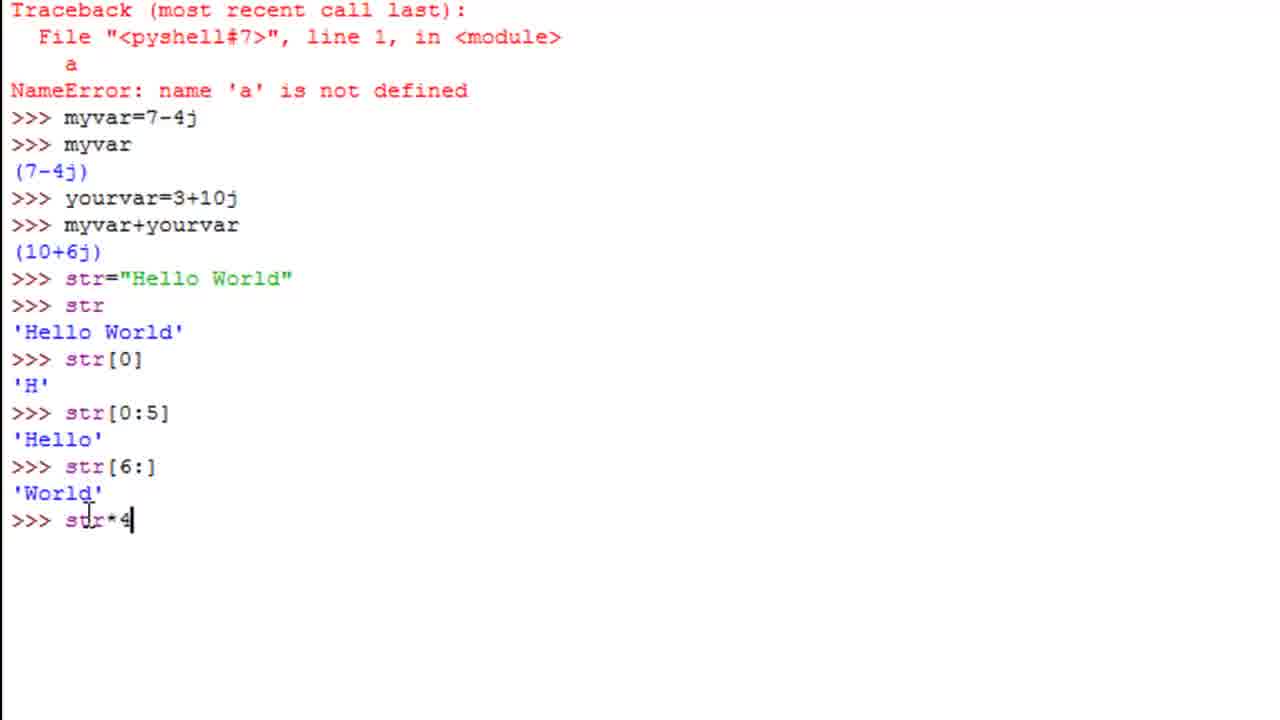 Traceback (most recent call last):
  File "<pyshell#7>", line 1, in <module>
    a
NameError: name 'a' is not defined
>>> myvar=7-4j
>>> myvar
(7-4j)
>>> yourvar=3+10j
>>> myvar+yourvar
(10+6j)
>>> str="Hello World"
>>> str
'Hello World'
>>> str[0]
'H'
>>> str[0:5]
'Hello'
>>> str[6:]
'World'
>>> str*4